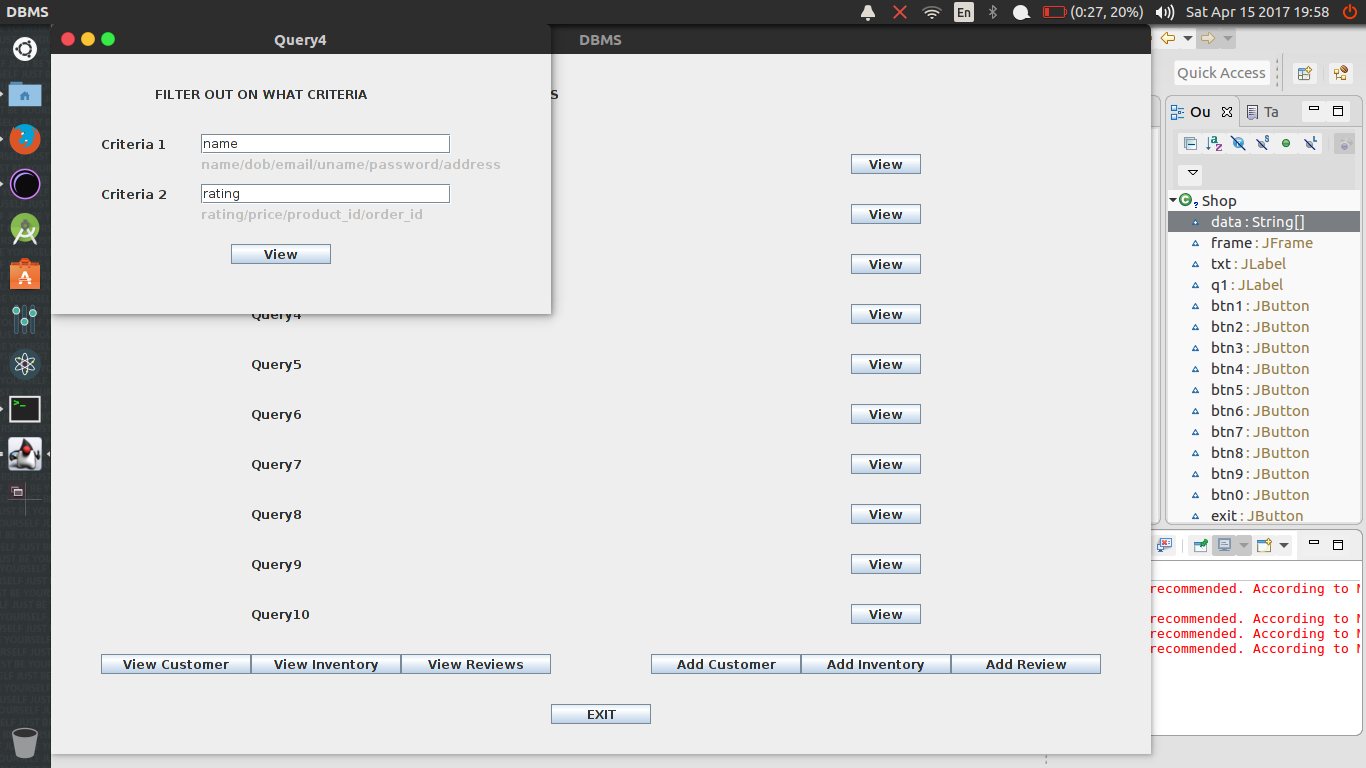 DBMS
En
(0:27, 20%)
Sat Apr 15 2017 19:58
Query4
DBMS
FILTER OUT ON WHAT CRITERIA
S
Criteria 1
name
name/dob/email/uname/password/address
Criteria 2
rating
rating/price/product_id/order_id
View
View
View
View
Query4
View
Query5
View
Query6
View
Query7
View
Query8
View
Query9
View
Query10
View
View Customer
View Inventory
View Reviews
Add Customer
Add Inventory
Add Review
EXIT
Quick Access
Ou
Ta
Shop
data : String[]
frame : JFrame
txt : JLabel
q1 : JLabel
btn1 : JButton
btn2 : JButton
btn3 : JButton
btn4 : JButton
btn5 : JButton
btn6 : JButton
btn7 : JButton
btn8 : JButton
btn9 : JButton
btn0 : JButton
exit : JButton
recommended. According to
recommended. According to
recommended. According to
recommended. According to